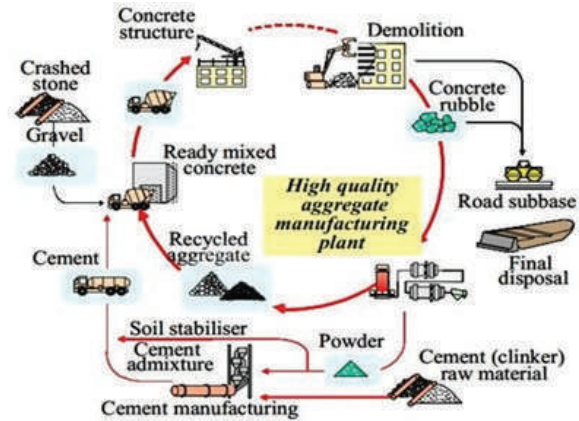 Concrete
structure
Demolition
Crashed
stone
Gravel
Concrete
rubble
Ready mixed
concrete
High quality
aggregate
manufacturing
plant
Road subbase
Recycled
aggregate
Final
disposal
Cement
Soil stabiliser
Cement
admixture
Powder
Cement (clinker)
raw material
Cement manufacturing